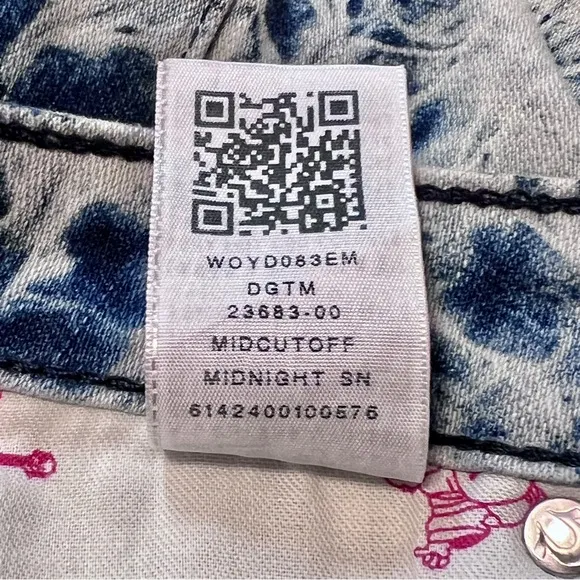 WOYD083EM
DGTM
23683-00
MIDCUTOFF
MIDNIGHT SN
6142400100576